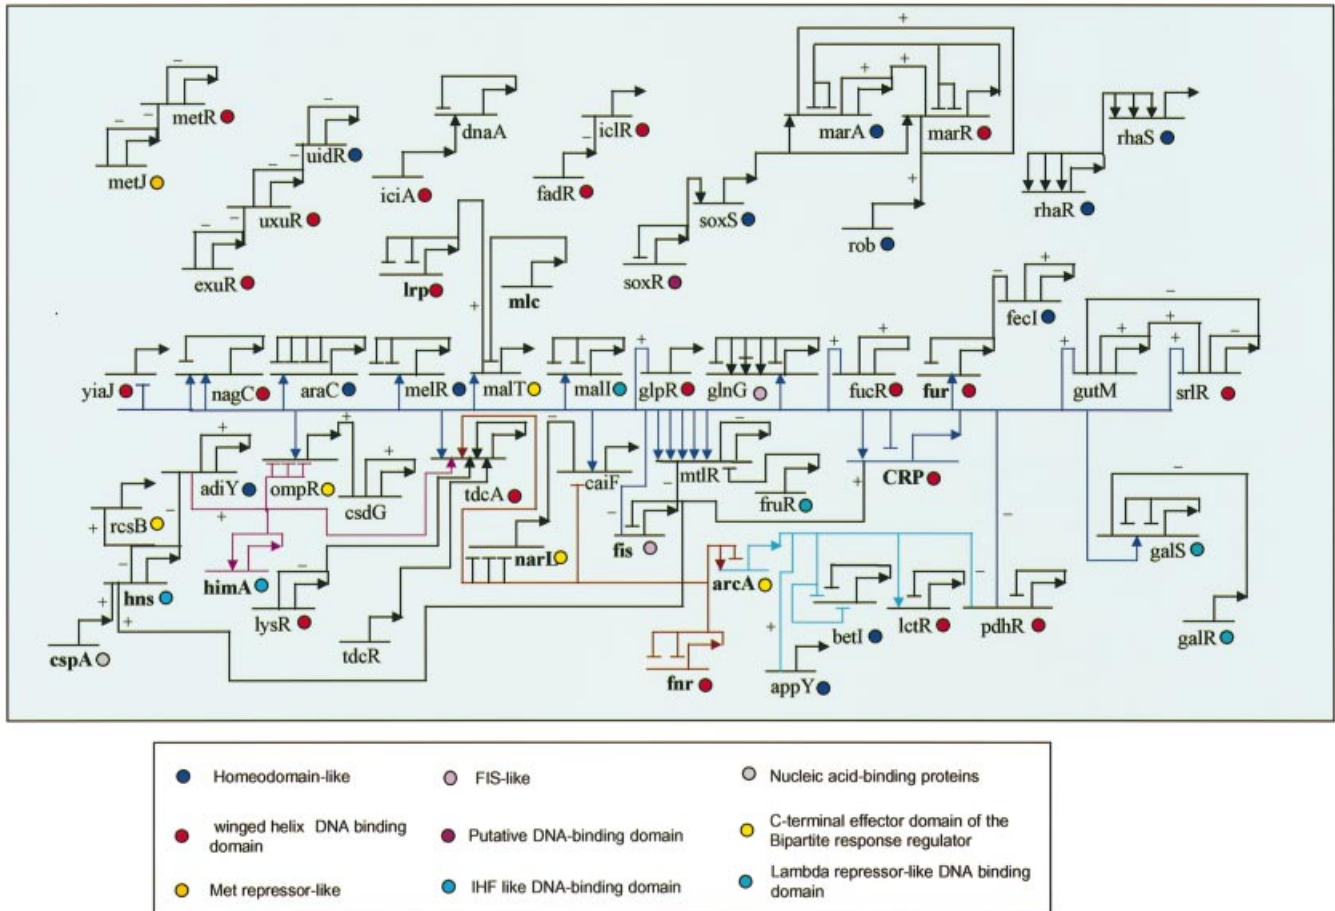 +
metR
metJ
uidR
uxuR
exuR
dnaA
iciA
iclR
fadR
lrp
mlc
marA
marR
soxS
soxR
rob
rhaS
rhaR
fecI
yiaJ
nagC
araC
melR
malT
malI
glpR
glnG
fucR
fur
gutM
srlR
adiY
ompR
csdG
tdcA
caiF
mtlR
fruR
CRP
rcsB
narL
fis
galS
hns
himA
arcA
lysR
betI
lctR
pdhR
galR
cspA
tdcR
fnr
appY
Homeodomain-like
FIS-like
Nucleic acid-binding proteins
winged helix DNA binding
domain
Putative DNA-binding domain
C-terminal effector domain of the
Bipartite response regulator
Met repressor-like
IHF like DNA-binding domain
Lambda repressor-like DNA binding
domain